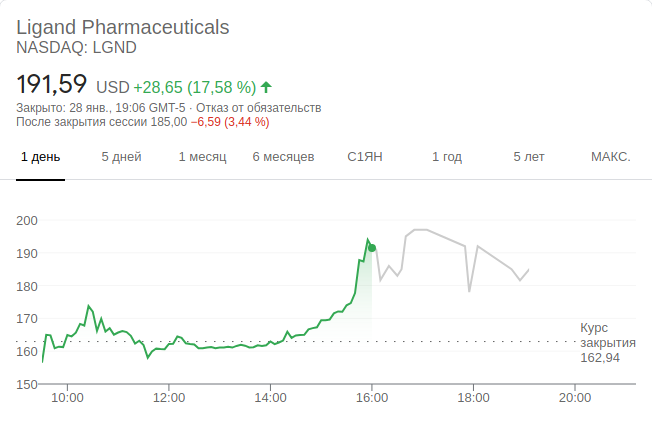 Ligand Pharmaceuticals
NASDAQ: LGND
191,59 USD +28,65 (17,58 %)
Закрыто: 28 янв., 19:06 GMT-5 · Отказ от обязательств
После закрытия сессии 185,00 −6,59 (3,44 %)
1 день 5 дней 1 месяц 6 месяцев С1ЯН 1 год 5 лет МАКС.
200
190
180
170
160
150
Курс
закрытия
162,94
10:00 12:00 14:00 16:00 18:00 20:00